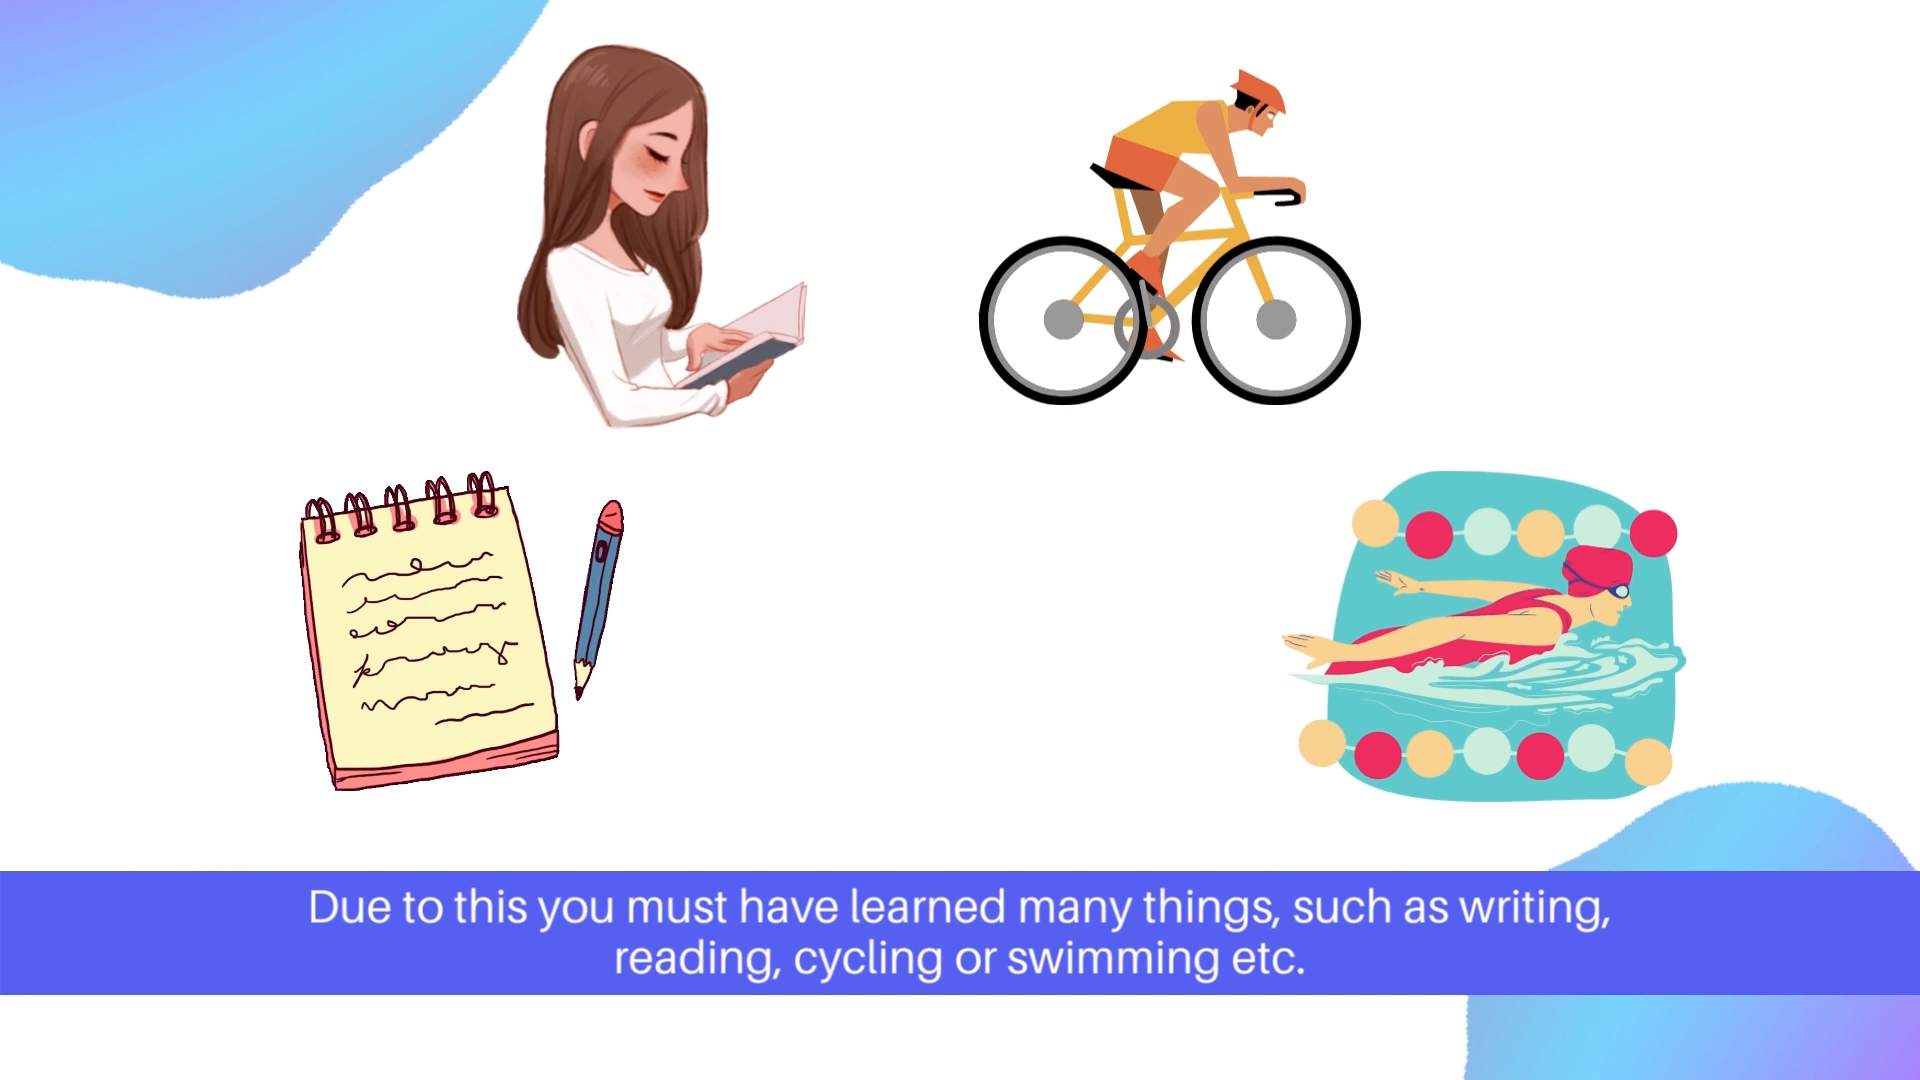 Due to this you must have learned many things, such as writing,
reading, cycling or swimming etc.